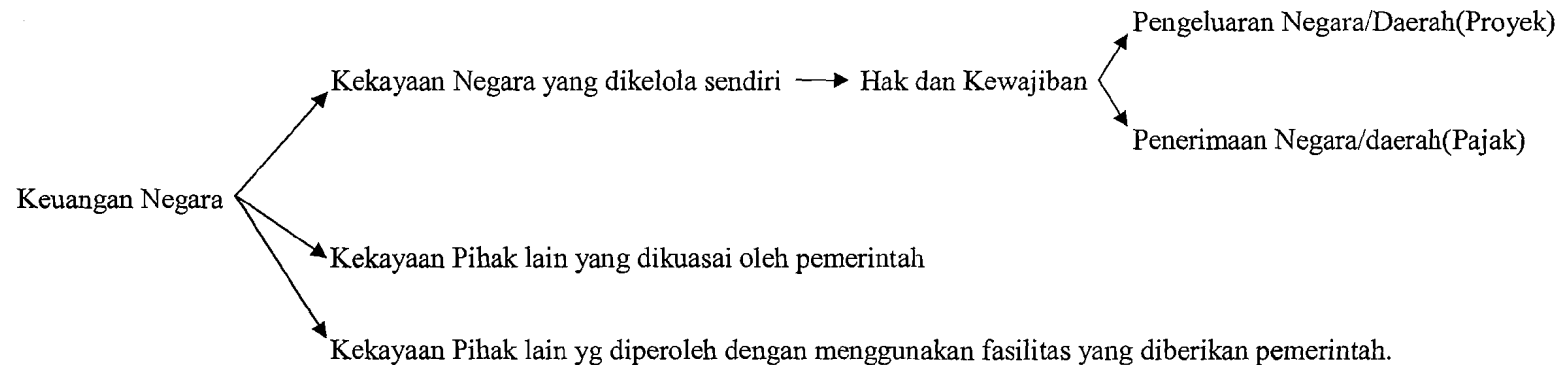 Pengeluaran Negara/Daerah(Proyek)
Kekayaan Negara yang dikelola sendiri Hak dan Kewajiban
Penerimaan Negara/daerah(Pajak)
Keuangan Negara
Kekayaan Pihak lain yang dikuasai oleh pemerintah
Kekayaan Pihak lain yg diperoleh dengan menggunakan fasilitas yang diberikan pemerintah.